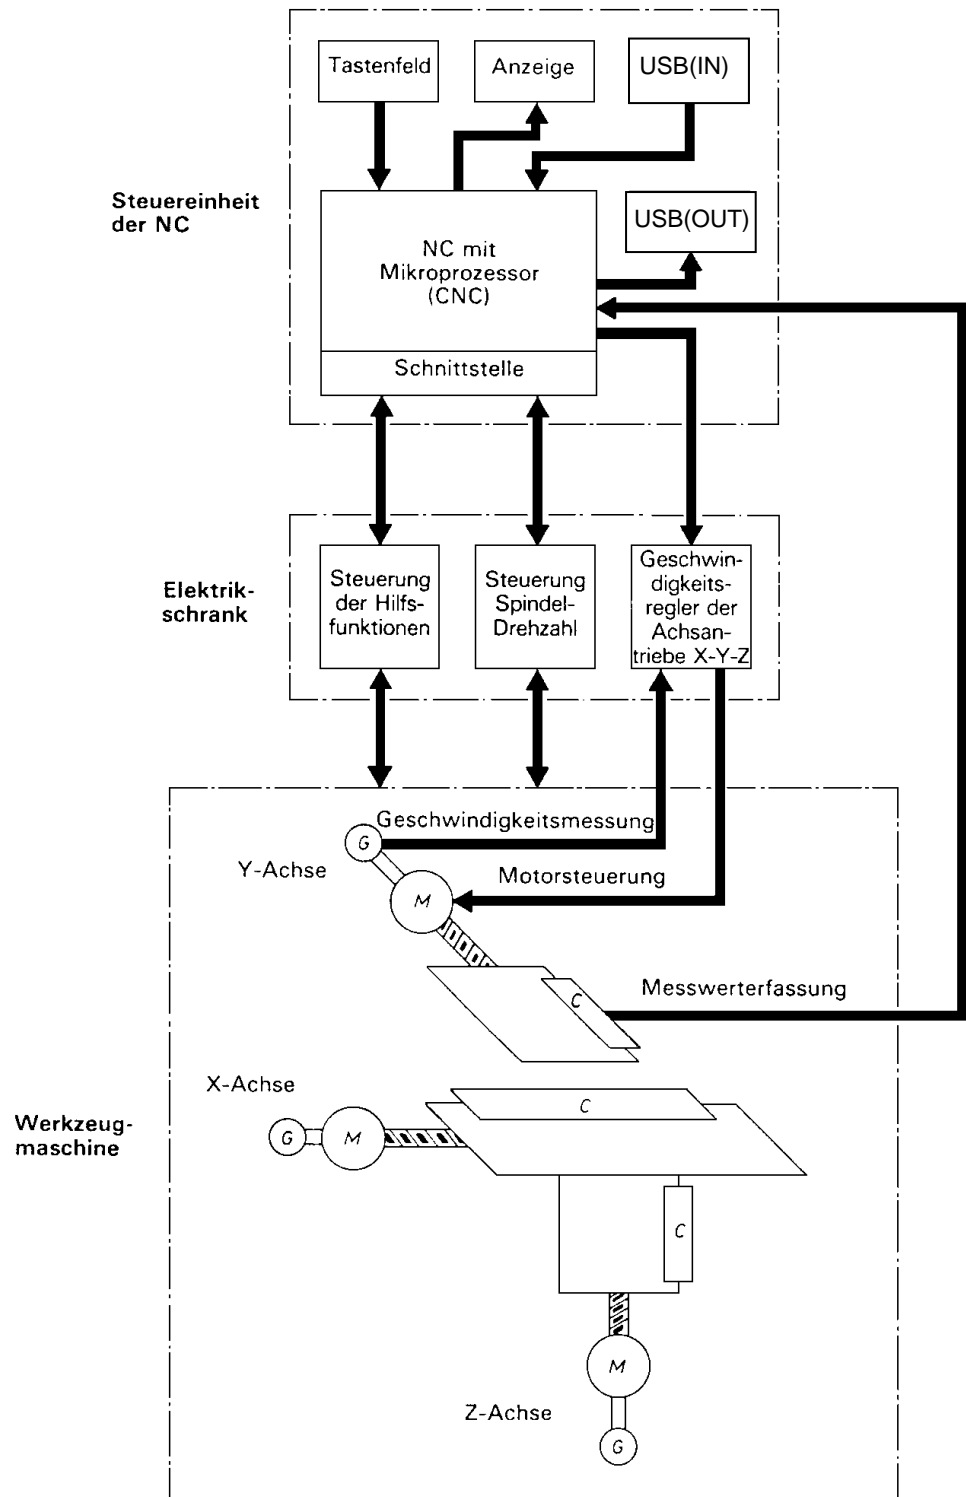 Tastenfeld
Anzeige
USB(IN)
Steuereinheit
der NC
USB(OUT)
NC mit
Mikroprozessor
(CNC)
Schnittstelle
Elektrik-
schrank
Steuerung
der Hilfs-
funktionen
Steuerung
Spindel-
Drehzahl
Geschwin-
digkeits-
regler der
Achsan-
triebe X-Y-Z
Geschwindigkeitsmessung
G
Y-Achse
Motorsteuerung
M
C
Messwerterfassung
X-Achse
C
Werkzeug-
maschine
G
M
C
M
Z-Achse
G